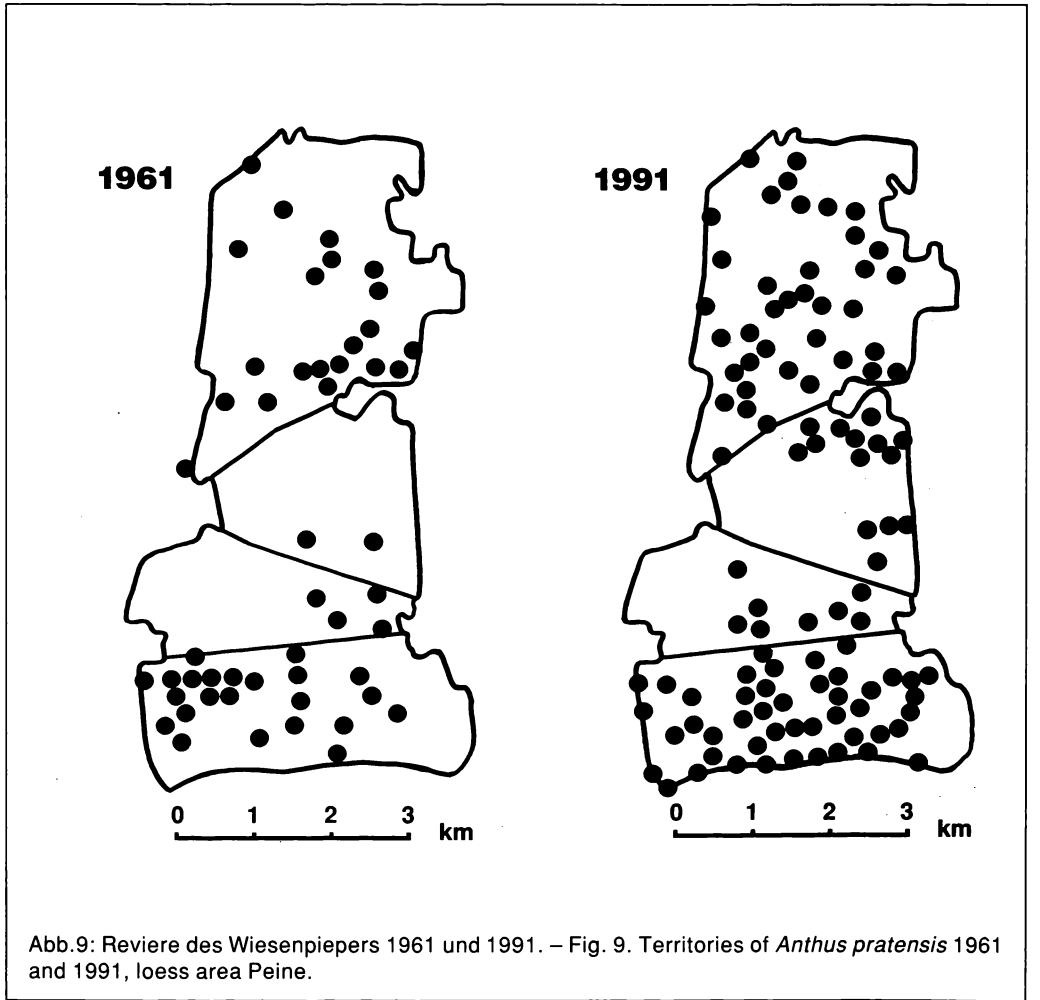 1961
1991
0 1 2 3 km
0 1 2 3 km
Abb.9: Reviere des Wiesenpiepers 1961 und 1991. – Fig. 9. Territories of Anthus pratensis 1961
and 1991, loess area Peine.